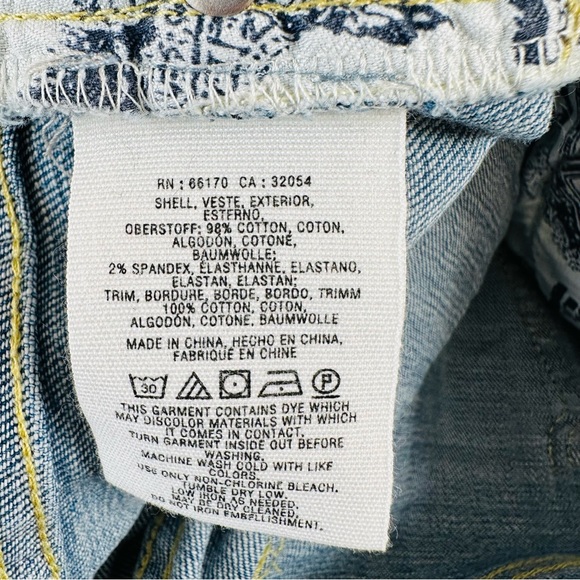 RN : 66170 CA : 32054
SHELL, VESTE, EXTERIOR,
ESTERNO,
OBERSTOFF: 98% COTTON, COTON,
ALGODÓN, COTONE,
BAUMWOLLE;
2% SPANDEX, ÉLASTHANNE, ELASTANO,
ELASTAN, ELASTAN;
TRIM, BORDURE, BORDE, BORDO, TRIMM
100% COTTON, COTON,
ALGODÓN, COTONE, BAUMWOLLE
MADE IN CHINA, HECHO EN CHINA,
FABRIQUÉ EN CHINE
30 P
THIS GARMENT CONTAINS DYE WHICH
MAY DISCOLOR MATERIALS WITH WHICH
IT COMES IN CONTACT.
TURN GARMENT INSIDE OUT BEFORE
WASHING.
MACHINE WASH COLD WITH LIKE
COLORS.
USE ONLY NON-CHLORINE BLEACH.
TUMBLE DRY LOW.
LOW IRON AS NEEDED.
MAY BE DRY CLEANED.
DO NOT IRON EMBELLISHMENT.